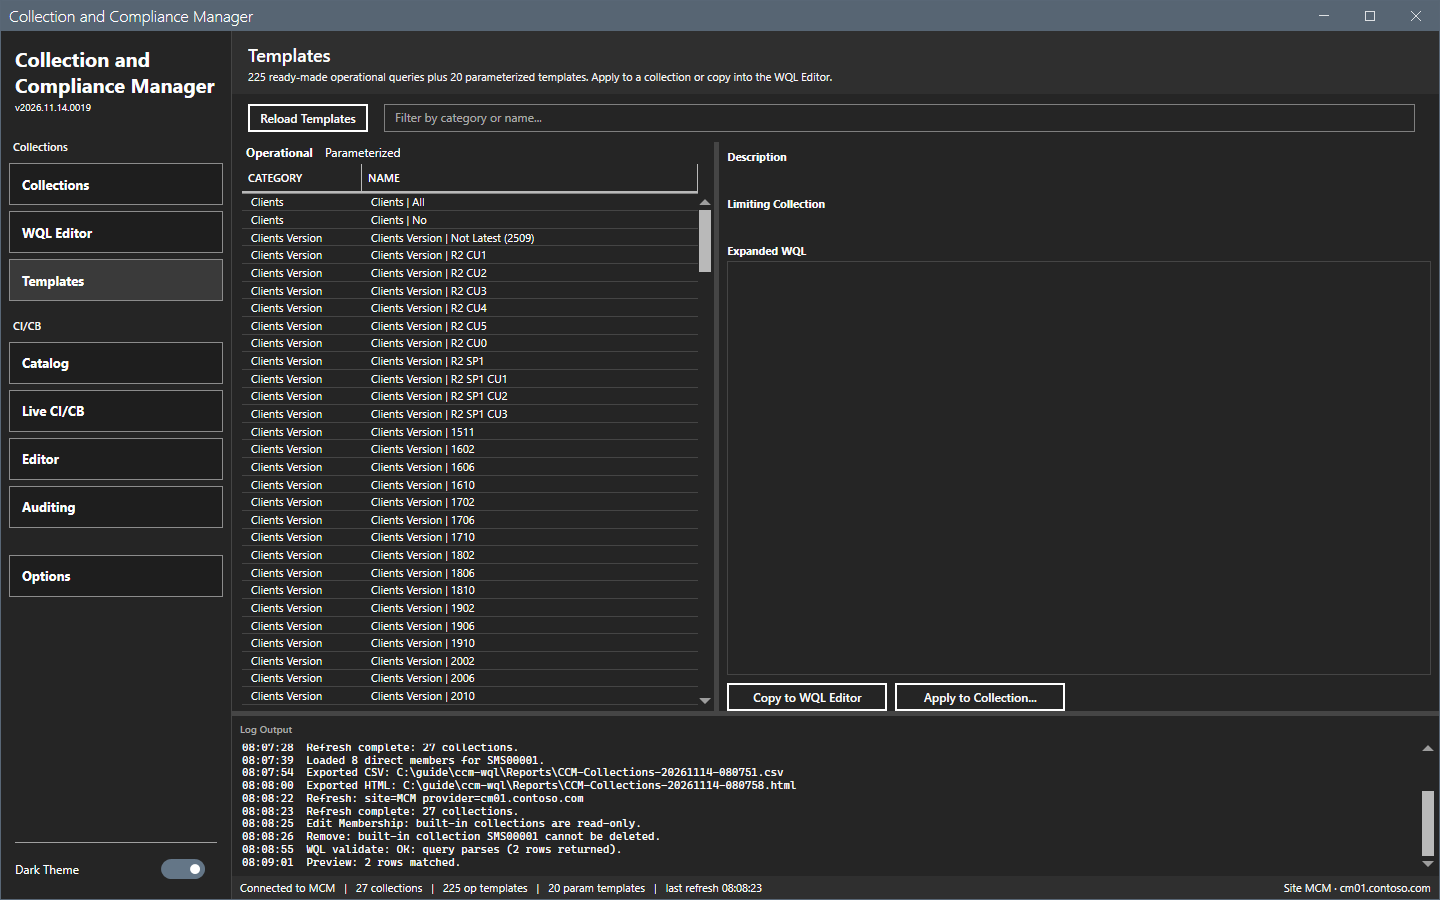 Collection and Compliance Manager
Collection and
Compliance Manager
v2026.11.14.0019
Collections
Collections
WQL Editor
Templates
CI/CB
Catalog
Live CI/CB
Editor
Auditing
Options
Dark Theme
Templates
225 ready-made operational queries plus 20 parameterized templates. Apply to a collection or copy into the WQL Editor.
Reload Templates
Filter by category or name...
Operational Parameterized
CATEGORY NAME
Clients Clients | All
Clients Clients | No
Clients Version Clients Version | Not Latest (2509)
Clients Version Clients Version | R2 CU1
Clients Version Clients Version | R2 CU2
Clients Version Clients Version | R2 CU3
Clients Version Clients Version | R2 CU4
Clients Version Clients Version | R2 CU5
Clients Version Clients Version | R2 CU0
Clients Version Clients Version | R2 SP1
Clients Version Clients Version | R2 SP1 CU1
Clients Version Clients Version | R2 SP1 CU2
Clients Version Clients Version | R2 SP1 CU3
Clients Version Clients Version | 1511
Clients Version Clients Version | 1602
Clients Version Clients Version | 1606
Clients Version Clients Version | 1610
Clients Version Clients Version | 1702
Clients Version Clients Version | 1706
Clients Version Clients Version | 1710
Clients Version Clients Version | 1802
Clients Version Clients Version | 1806
Clients Version Clients Version | 1810
Clients Version Clients Version | 1902
Clients Version Clients Version | 1906
Clients Version Clients Version | 1910
Clients Version Clients Version | 2002
Clients Version Clients Version | 2006
Clients Version Clients Version | 2010
Description
Limiting Collection
Expanded WQL
Copy to WQL Editor
Apply to Collection...
Log Output
08:07:28 Refresh complete: 27 collections.
08:07:39 Loaded 8 direct members for SMS00001.
08:07:54 Exported CSV: C:\guide\ccm-wql\Reports\CCM-Collections-20261114-080751.csv
08:08:00 Exported HTML: C:\guide\ccm-wql\Reports\CCM-Collections-20261114-080758.html
08:08:22 Refresh: site=MCM provider=cm01.contoso.com
08:08:23 Refresh complete: 27 collections.
08:08:25 Edit Membership: built-in collections are read-only.
08:08:26 Remove: built-in collection SMS00001 cannot be deleted.
08:08:55 WQL validate: OK: query parses (2 rows returned).
08:09:01 Preview: 2 rows matched.
Connected to MCM | 27 collections | 225 op templates | 20 param templates | last refresh 08:08:23
Site MCM · cm01.contoso.com